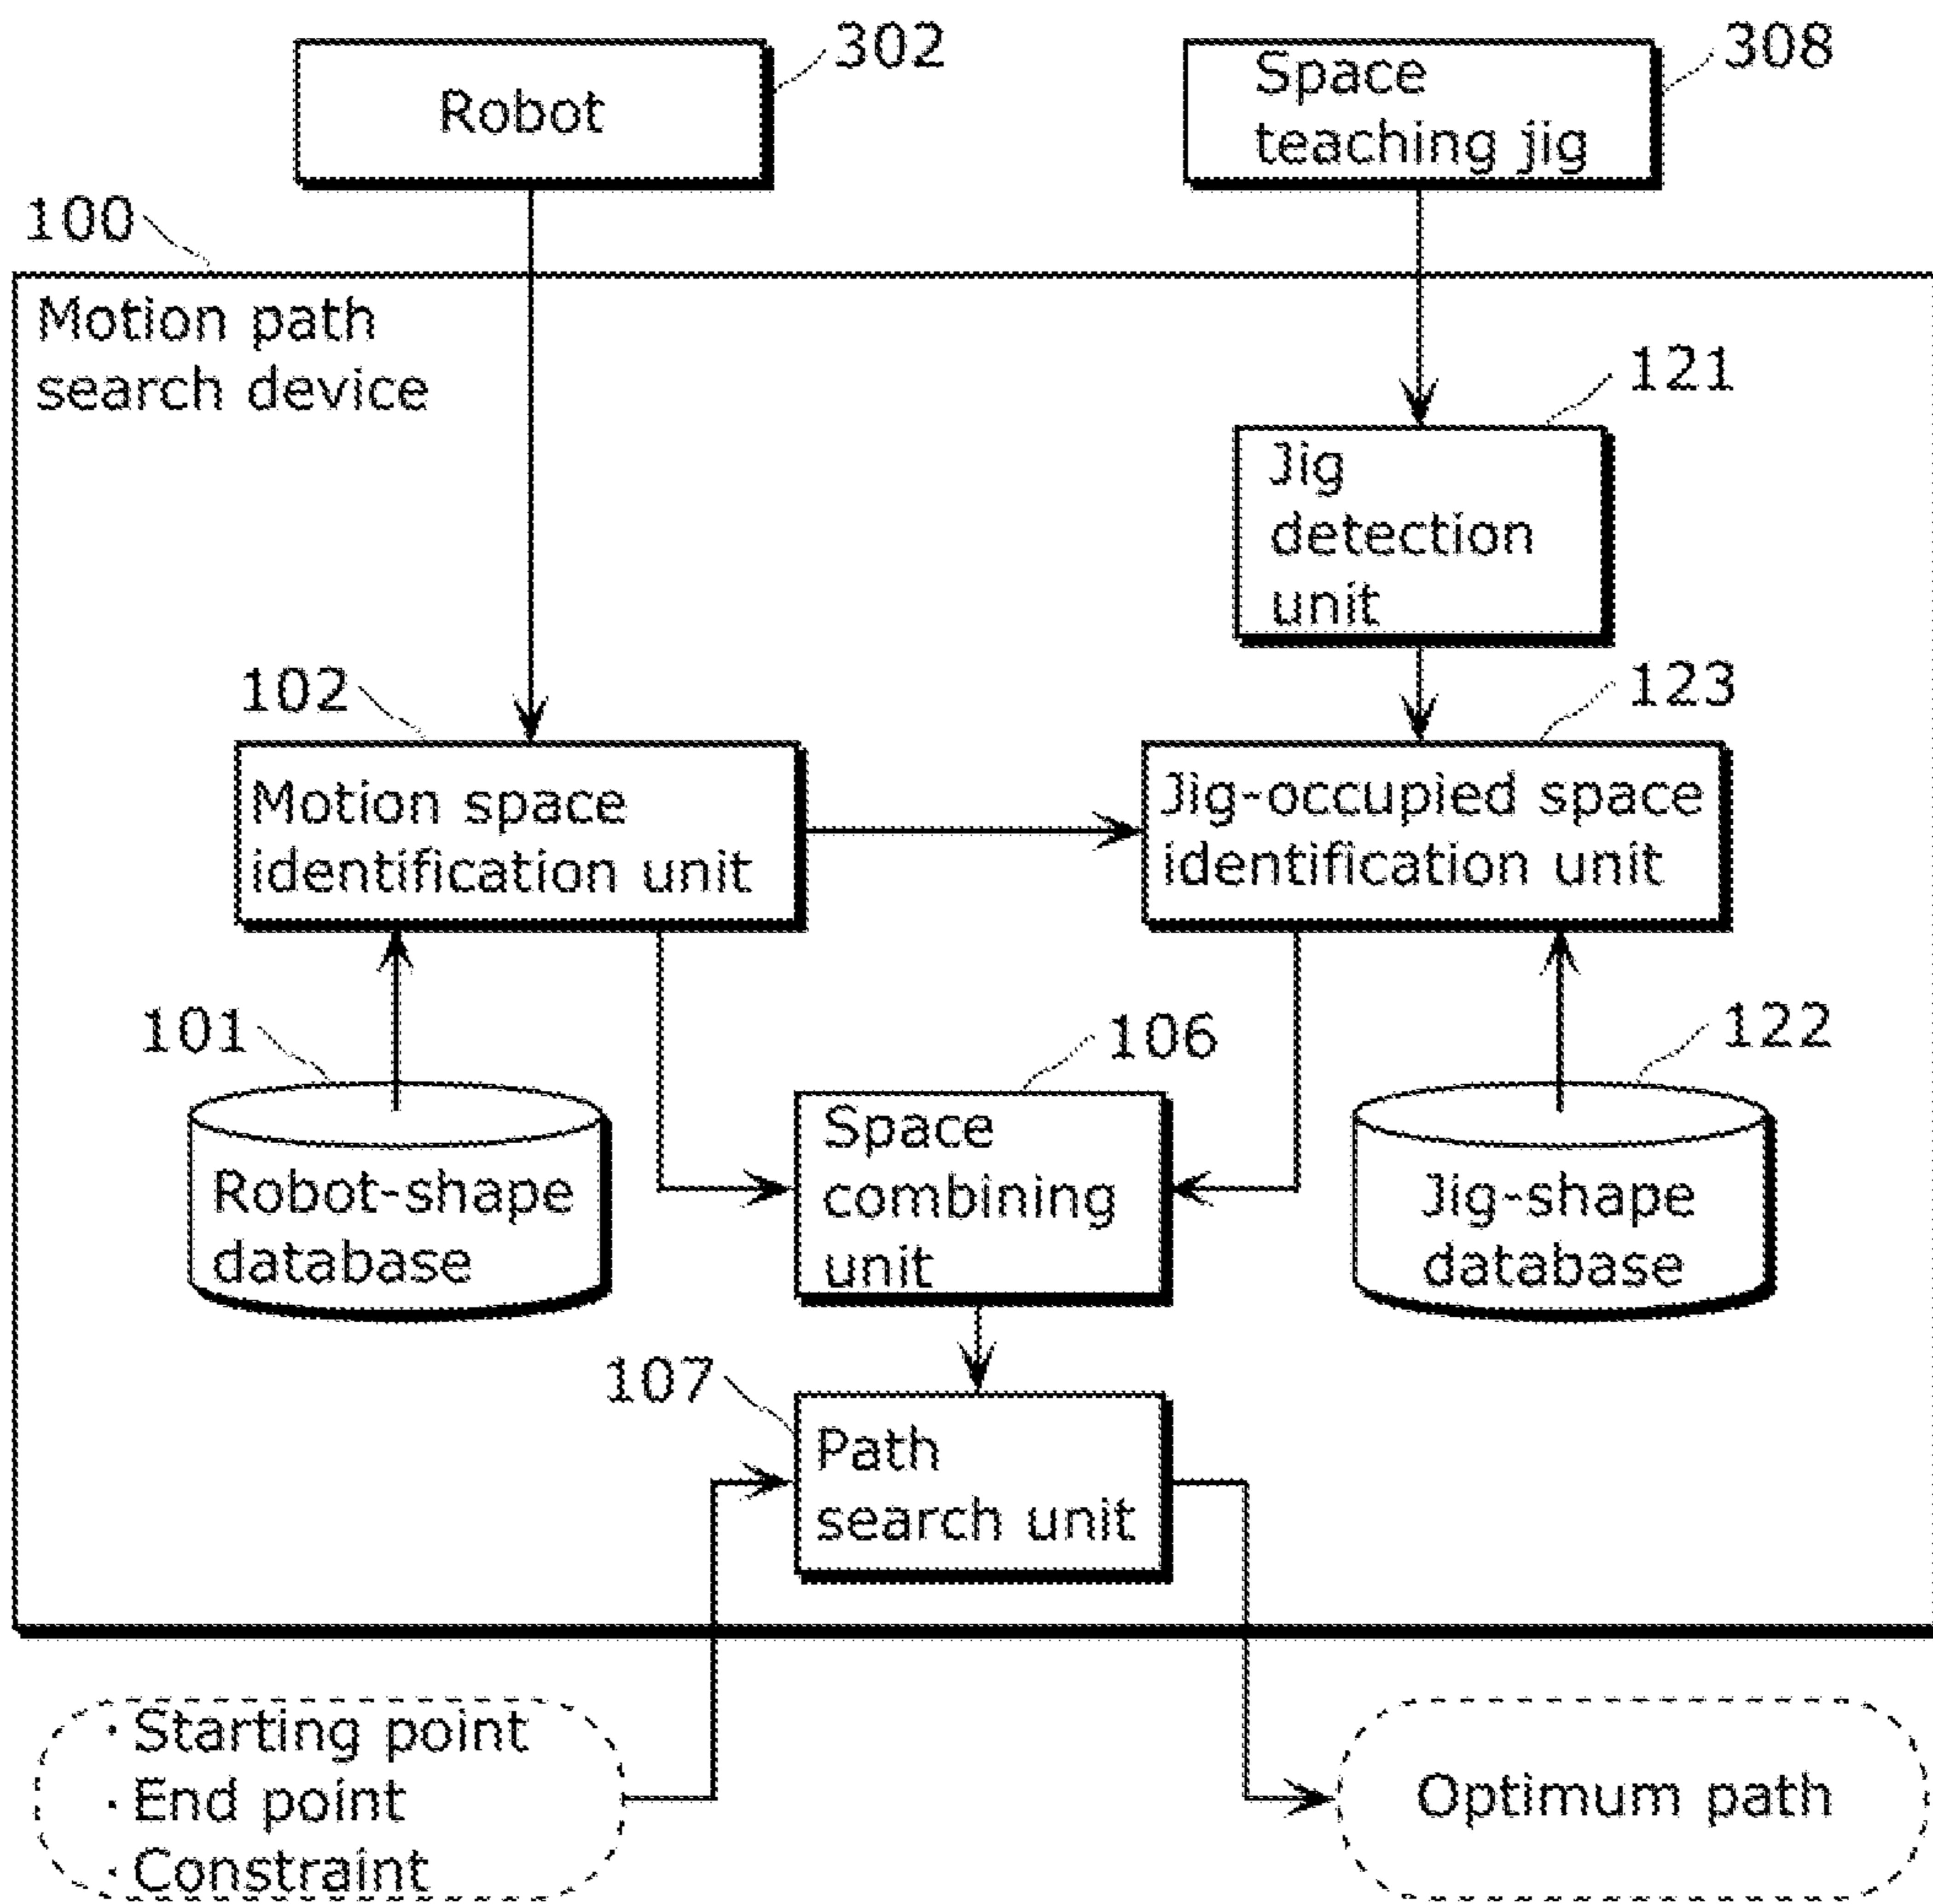 302
308
Robot
Space
teaching jig
100
Motion path
search device
121
Jig
detection
unit
102
123
Motion space
identification unit
Jig-occupied space
identification unit
101
106
122
Robot-shape
database
Space
combining
unit
Jig-shape
database
107
Path
search unit
· Starting point
· End point
· Constraint
Optimum path